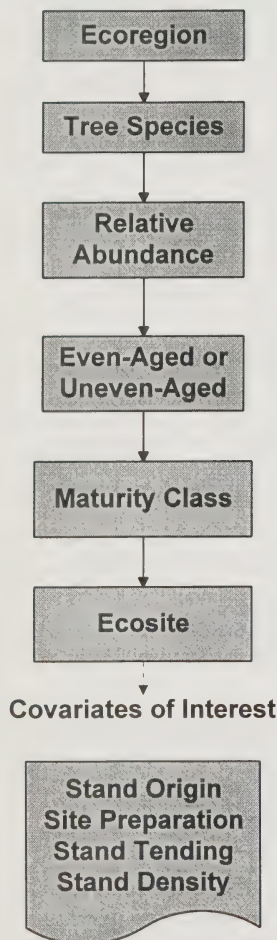 Ecoregion
Tree Species
Relative
Abundance
Even-Aged or
Uneven-Aged
Maturity Class
Ecosite
Covariates of Interest
Stand Origin
Site Preparation
Stand Tending
Stand Density